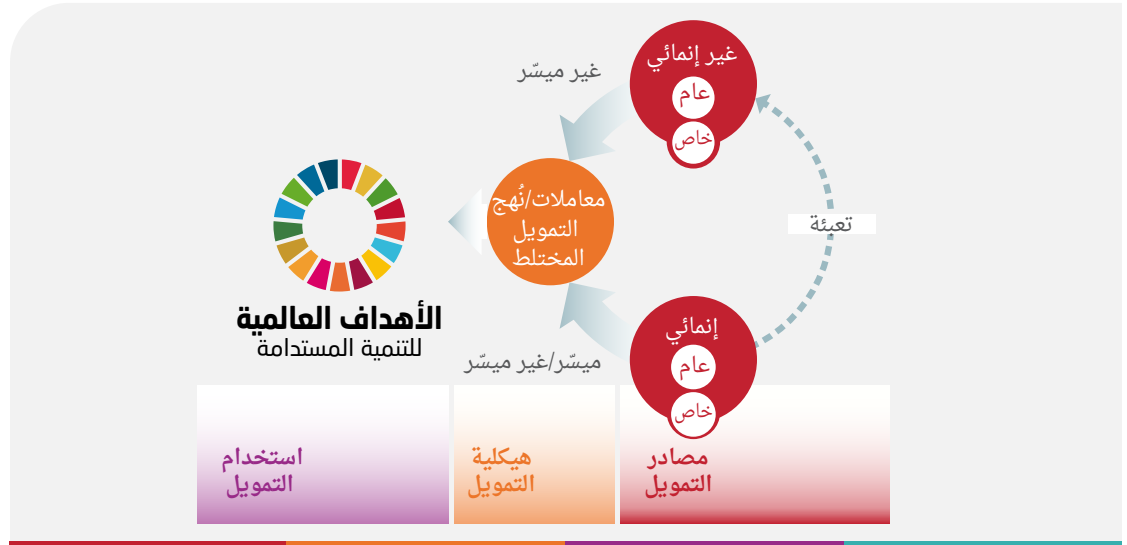 غير إنمائي
عام
خاص
غير ميسّر
معاملات/نُهج
التمويل
المختلط
تعبئة
إنمائي
عام
خاص
ميسّر/غير ميسّر
الأهداف العالمية
للتنمية المستدامة
مصادر
التمويل
هيكلية
التمويل
استخدام
التمويل